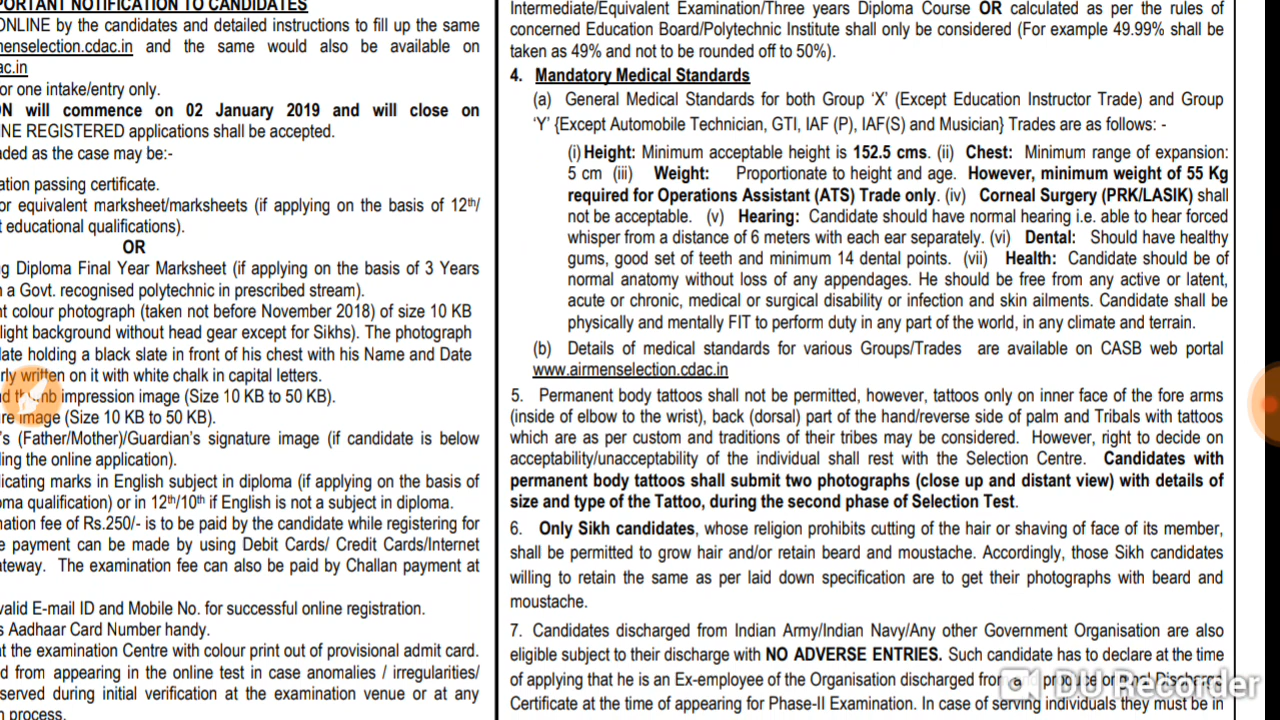 PORTANT NOTIFICATION TO CANDIDATES
ONLINE by the candidates and detailed instructions to fill up the same
menselection.cdac.in and the same would also be available on
ac.in
or one intake/entry only.
ON will commence on 02 January 2019 and will close on
INE REGISTERED applications shall be accepted.
aded as the case may be:-
ation passing certificate.
or equivalent marksheet/marksheets (if applying on the basis of 12th/
t educational qualifications).
OR
ng Diploma Final Year Marksheet (if applying on the basis of 3 Years
n a Govt. recognised polytechnic in prescribed stream).
nt colour photograph (taken not before November 2018) of size 10 KB
light background without head gear except for Sikhs). The photograph
date holding a black slate in front of his chest with his Name and Date
rly written on it with white chalk in capital letters.
impression image (Size 10 KB to 50 KB).
re image (Size 10 KB to 50 KB).
's (Father/Mother)/Guardian's signature image (if candidate is below
ling the online application).
licating marks in English subject in diploma (if applying on the basis of
oma qualification) or in 12th/10th if English is not a subject in diploma.
nation fee of Rs.250/- is to be paid by the candidate while registering for
e payment can be made by using Debit Cards/ Credit Cards/Internet
ateway. The examination fee can also be paid by Challan payment at
valid E-mail ID and Mobile No. for successful online registration.
s Aadhaar Card Number handy.
at the examination Centre with colour print out of provisional admit card.
d from appearing in the online test in case anomalies / irregularities/
served during initial verification at the examination venue or at any
n process.
Intermediate/Equivalent Examination/Three years Diploma Course OR calculated as per the rules of
concerned Education Board/Polytechnic Institute shall only be considered (For example 49.99% shall be
taken as 49% and not to be rounded off to 50%).
4. Mandatory Medical Standards
(a) General Medical Standards for both Group 'X' (Except Education Instructor Trade) and Group
'Y' {Except Automobile Technician, GTI, IAF (P), IAF(S) and Musician} Trades are as follows: -
(i) Height: Minimum acceptable height is 152.5 cms. (ii) Chest: Minimum range of expansion:
5 cm (iii) Weight: Proportionate to height and age. However, minimum weight of 55 Kg
required for Operations Assistant (ATS) Trade only. (iv) Corneal Surgery (PRK/LASIK) shall
not be acceptable. (v) Hearing: Candidate should have normal hearing i.e. able to hear forced
whisper from a distance of 6 meters with each ear separately. (vi) Dental: Should have healthy
gums, good set of teeth and minimum 14 dental points. (vii) Health: Candidate should be of
normal anatomy without loss of any appendages. He should be free from any active or latent,
acute or chronic, medical or surgical disability or infection and skin ailments. Candidate shall be
physically and mentally FIT to perform duty in any part of the world, in any climate and terrain.
(b) Details of medical standards for various Groups/Trades are available on CASB web portal
www.airmenselection.cdac.in
5. Permanent body tattoos shall not be permitted, however, tattoos only on inner face of the fore arms
(inside of elbow to the wrist), back (dorsal) part of the hand/reverse side of palm and Tribals with tattoos
which are as per custom and traditions of their tribes may be considered. However, right to decide on
acceptability/unacceptability of the individual shall rest with the Selection Centre. Candidates with
permanent body tattoos shall submit two photographs (close up and distant view) with details of
size and type of the Tattoo, during the second phase of Selection Test.
6. Only Sikh candidates, whose religion prohibits cutting of the hair or shaving of face of its member,
shall be permitted to grow hair and/or retain beard and moustache. Accordingly, those Sikh candidates
willing to retain the same as per laid down specification are to get their photographs with beard and
moustache.
7. Candidates discharged from Indian Army/Indian Navy/Any other Government Organisation are also
eligible subject to their discharge with NO ADVERSE ENTRIES. Such candidate has to declare at the time
of applying that he is an Ex-employee of the Organisation discharged from and produce original Discharge
Certificate at the time of appearing for Phase-II Examination. In case of serving individuals they must be in
DU Recorder